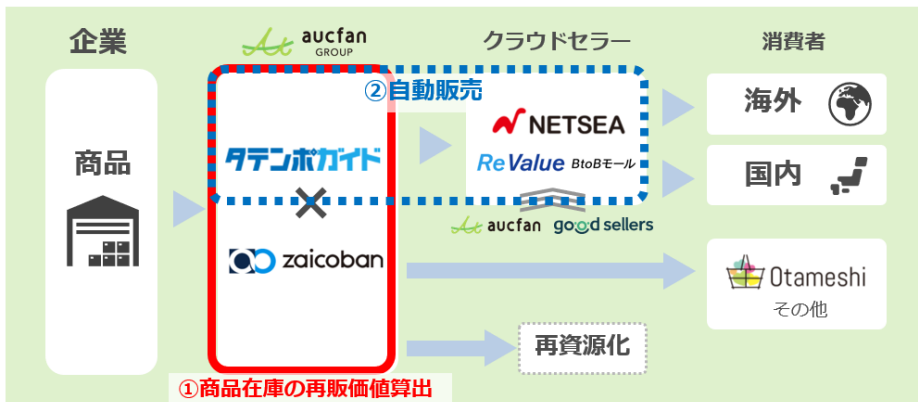 企業
aucfan
GROUP
クラウドセラー
消費者
②自動販売
商品
タテンポガイド
×
zaicoban
NETSEA
ReValue BtoBモール
aucfan good sellers
海外
国内
Otameshi
その他
再資源化
①商品在庫の再販価値算出